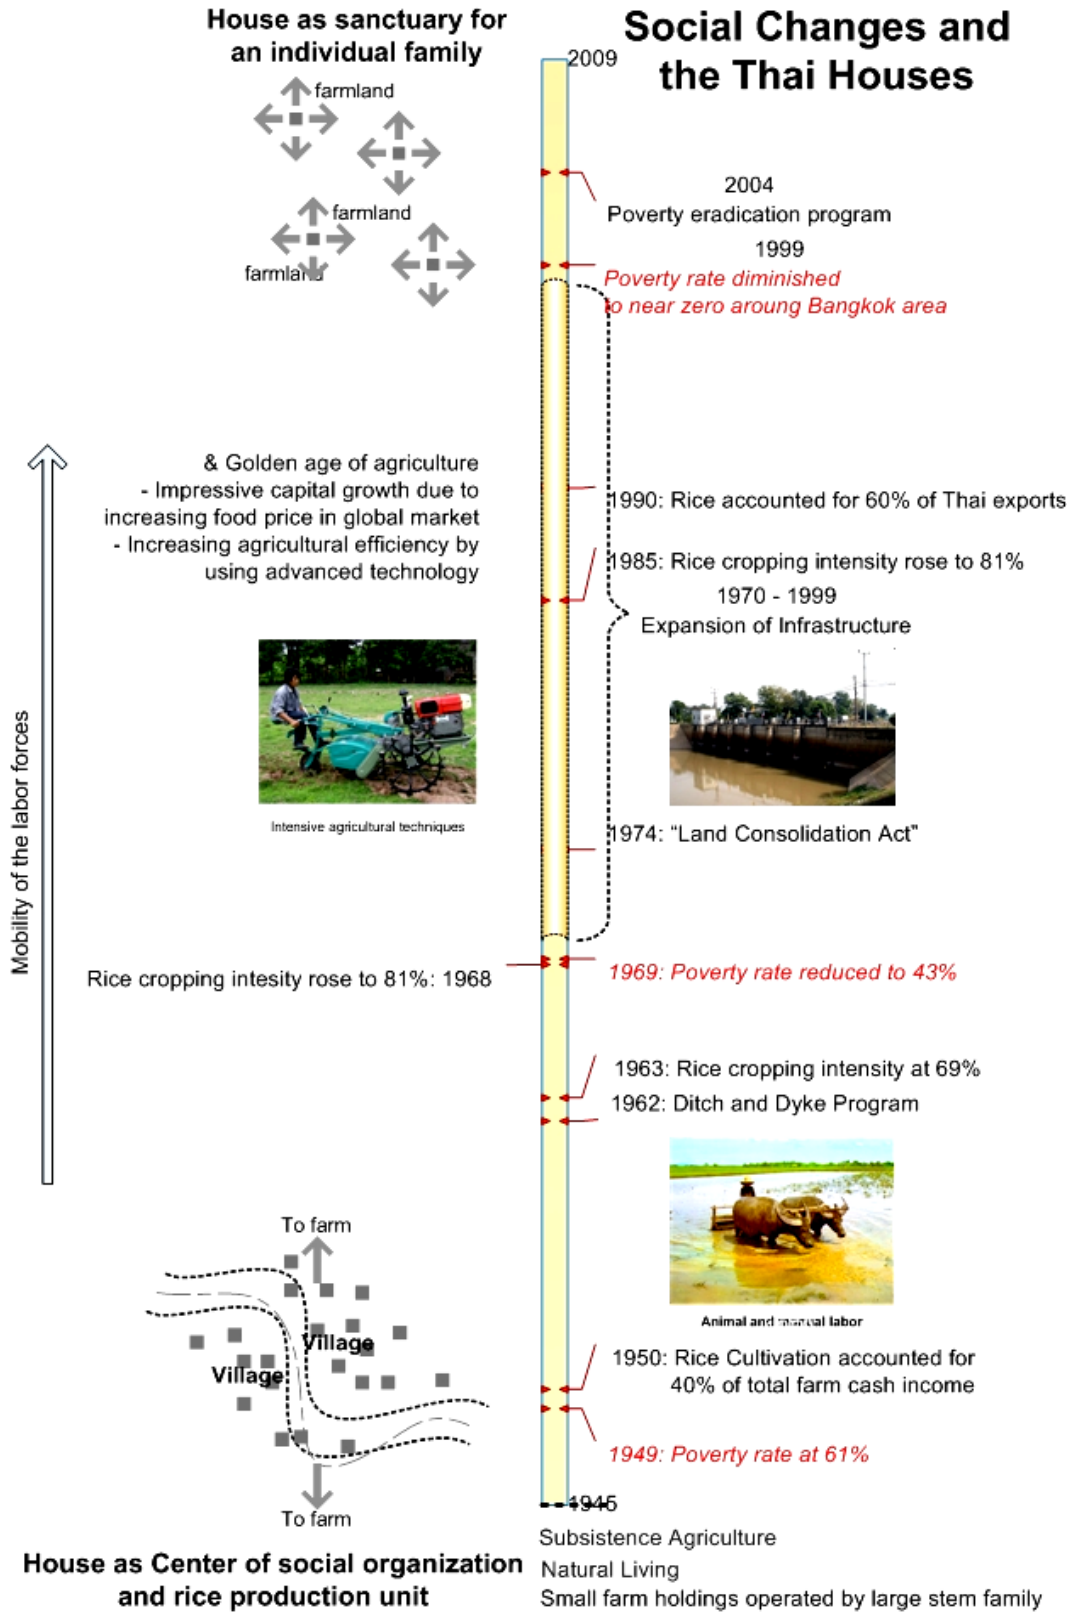 House as sanctuary for
an individual family
Social Changes and
the Thai Houses
2009
farmland
farmland
farmland
2004
Poverty eradication program
1999
Poverty rate diminished
to near zero aroung Bangkok area
& Golden age of agriculture
- Impressive capital growth due to
increasing food price in global market
- Increasing agricultural efficiency by
using advanced technology
1990: Rice accounted for 60% of Thai exports
1985: Rice cropping intensity rose to 81%
1970 - 1999
Expansion of Infrastructure
Intensive agricultural techniques
1974: “Land Consolidation Act”
Mobility of the labor forces
Rice cropping intesity rose to 81%: 1968
1969: Poverty rate reduced to 43%
1963: Rice cropping intensity at 69%
1962: Ditch and Dyke Program
Animal and manual labor
To farm
Village
Village
To farm
1950: Rice Cultivation accounted for
40% of total farm cash income
1949: Poverty rate at 61%
1945
House as Center of social organization
and rice production unit
Subsistence Agriculture
Natural Living
Small farm holdings operated by large stem family